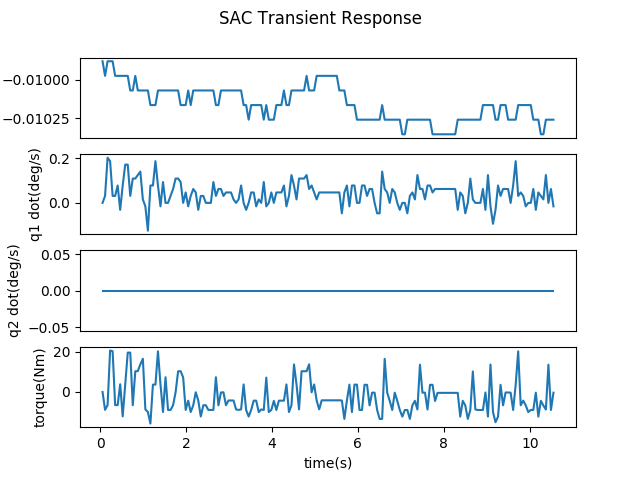 SAC Transient Response
−0.01000
−0.01025
q1 dot(deg/s)
0.2
0.0
q2 dot(deg/s)
0.05
0.00
−0.05
torque(Nm)
20
0
0 2 4 6 8 10
time(s)